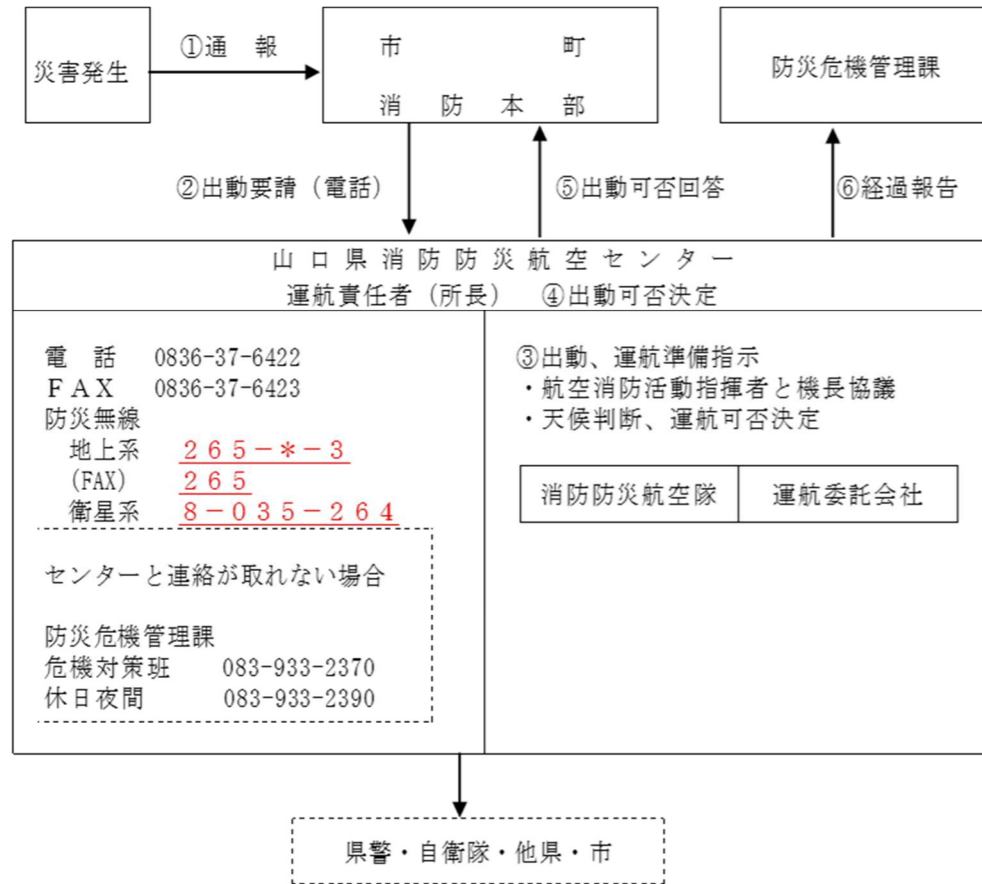 災害発生
①通　報
市　　　　　町
消　防　本　部
防災危機管理課
②出動要請（電話）
⑤出動可否回答
⑥経過報告
山口県消防防災航空センター
運航責任者（所長）　④出動可否決定
電　話　0836-37-6422
ＦＡＸ　0836-37-6423
防災無線
地上系　２６５－＊－３
(FAX)　２６５
衛星系　８－０３５－２６４
センターと連絡が取れない場合
防災危機管理課
危機対策班　　083-933-2370
休日夜間　　　083-933-2390
③出動、運航準備指示
・航空消防活動指揮者と機長協議
・天候判断、運航可否決定
消防防災航空隊
運航委託会社
県警・自衛隊・他県・市